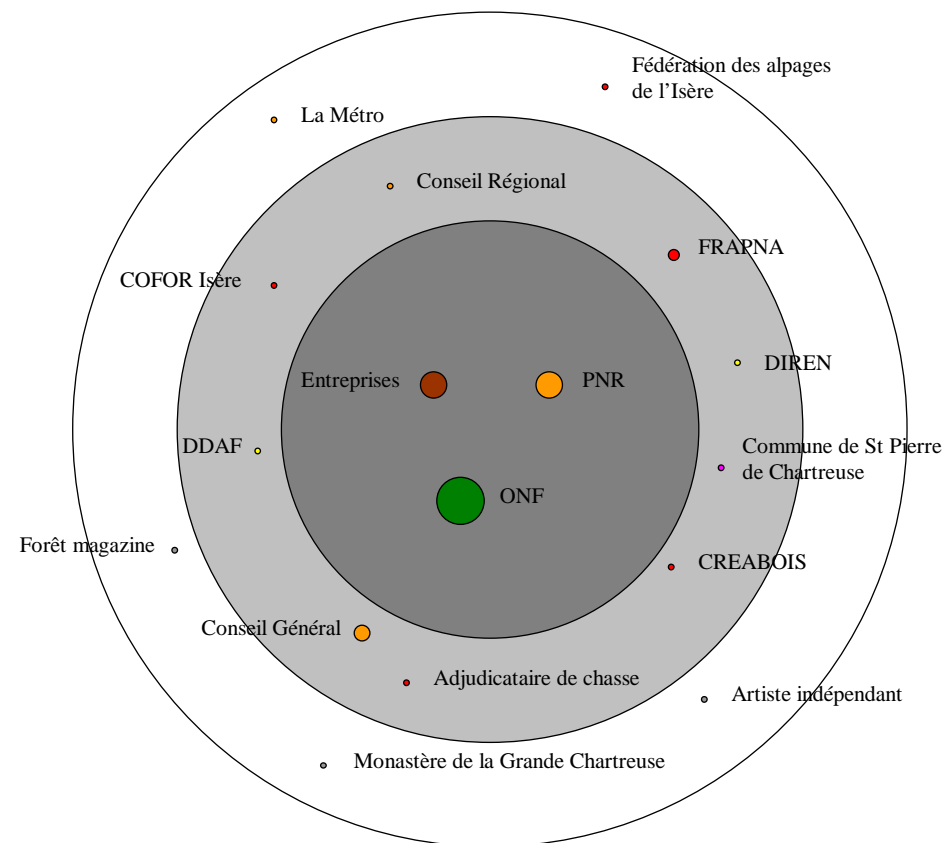 Fédération des alpages
de l'Isère
La Métro
Conseil Régional
FRAPNA
COFOR Isère
DIREN
Entreprises
PNR
DDAF
Commune de St Pierre
de Chartreuse
ONF
Forêt magazine
CREABOIS
Conseil Général
Adjudicataire de chasse
Artiste indépendant
Monastère de la Grande Chartreuse